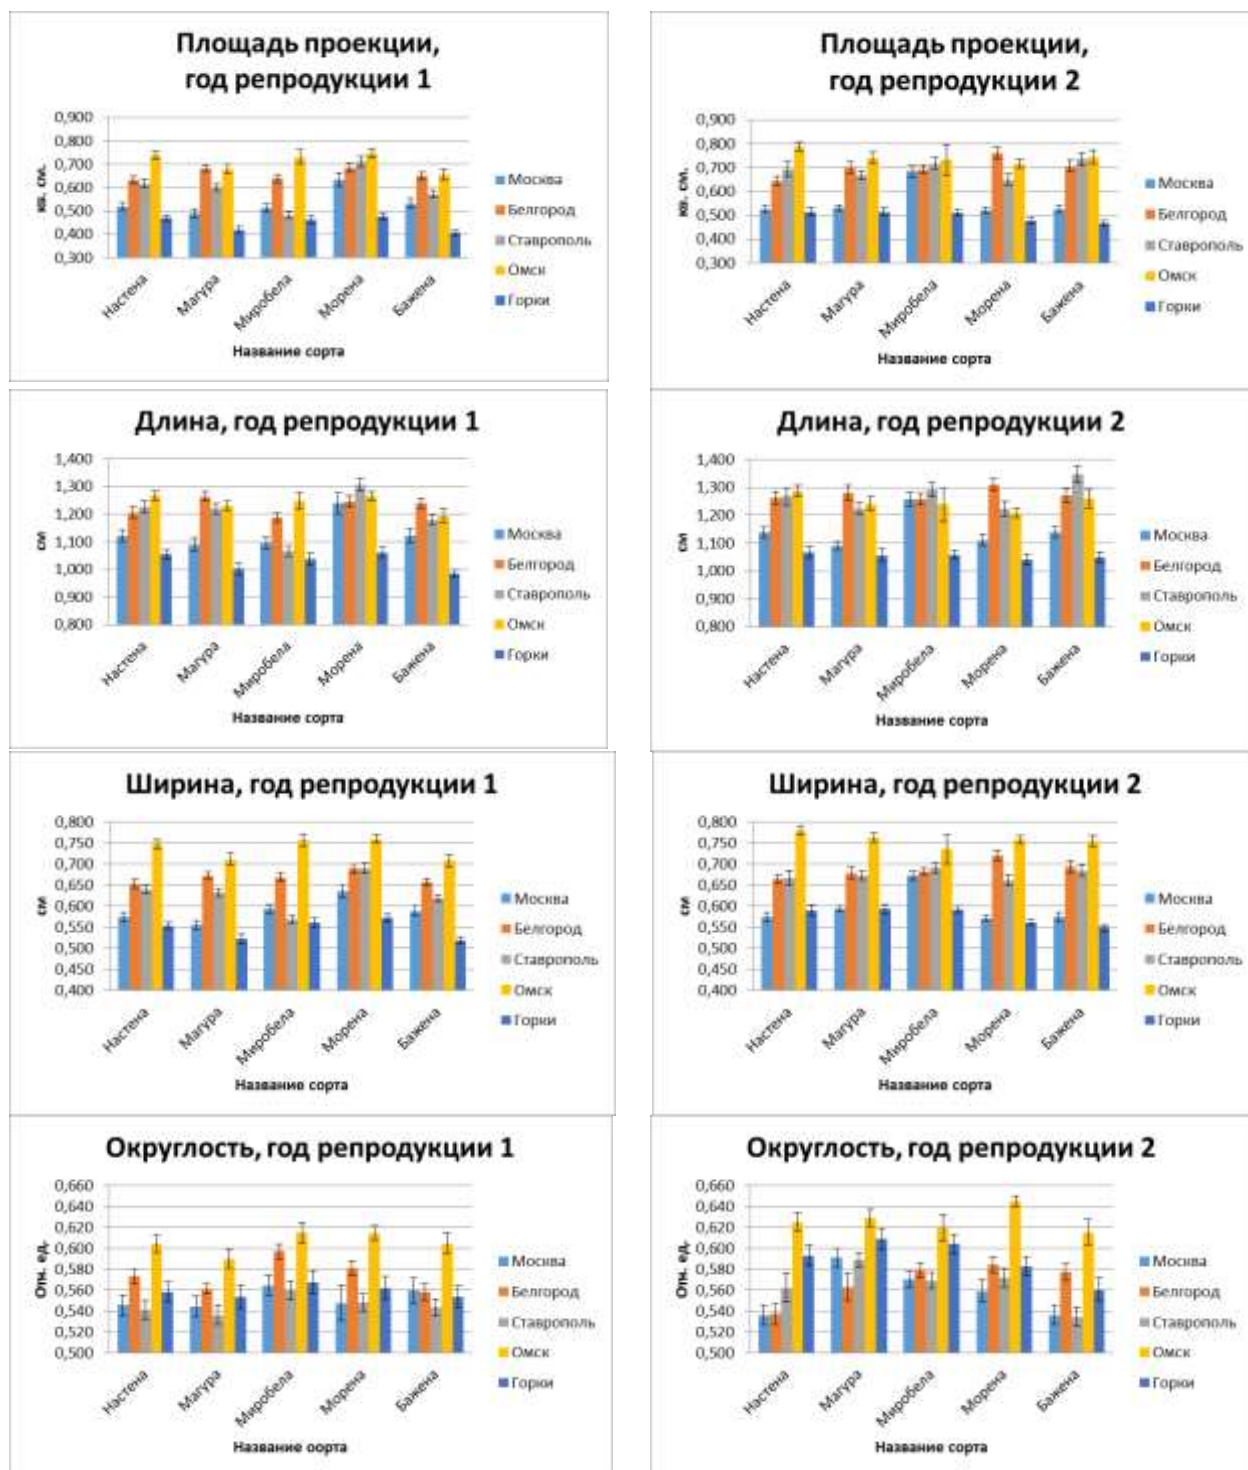 Площадь проекции,
год репродукции 1
0,900
0,800
0,700
0,600
0,500
0,400
0,300
кв. см.
Настена
Магура
Миробела
Морена
Бажена
Название сорта
Москва
Белгород
Ставрополь
Омск
Горки
Площадь проекции,
год репродукции 2
0,900
0,800
0,700
0,600
0,500
0,400
0,300
кв. см.
Настена
Магура
Миробела
Морена
Бажена
Название сорта
Москва
Белгород
Ставрополь
Омск
Горки
Длина, год репродукции 1
1,400
1,300
1,200
1,100
1,000
0,900
0,800
см
Настена
Магура
Миробела
Морена
Бажена
Название сорта
Москва
Белгород
Ставрополь
Омск
Горки
Длина, год репродукции 2
1,400
1,300
1,200
1,100
1,000
0,900
0,800
см
Настена
Магура
Миробела
Морена
Бажена
Название сорта
Москва
Белгород
Ставрополь
Омск
Горки
Ширина, год репродукции 1
0,800
0,750
0,700
0,650
0,600
0,550
0,500
0,450
0,400
см
Настена
Магура
Миробела
Морена
Бажена
Название сорта
Москва
Белгород
Ставрополь
Омск
Горки
Ширина, год репродукции 2
0,800
0,750
0,700
0,650
0,600
0,550
0,500
0,450
0,400
см
Настена
Магура
Миробела
Морена
Бажена
Название сорта
Москва
Белгород
Ставрополь
Омск
Горки
Округлость, год репродукции 1
0,660
0,640
0,620
0,600
0,580
0,560
0,540
0,520
0,500
Отн. ед.
Настена
Магура
Миробела
Морена
Бажена
Название оорта
Москва
Белгород
Ставрополь
Омск
Горки
Округлость, год репродукции 2
0,660
0,640
0,620
0,600
0,580
0,560
0,540
0,520
0,500
Отн. ед.
Настена
Магура
Миробела
Морена
Бажена
Название сорта
Москва
Белгород
Ставрополь
Омск
Горки